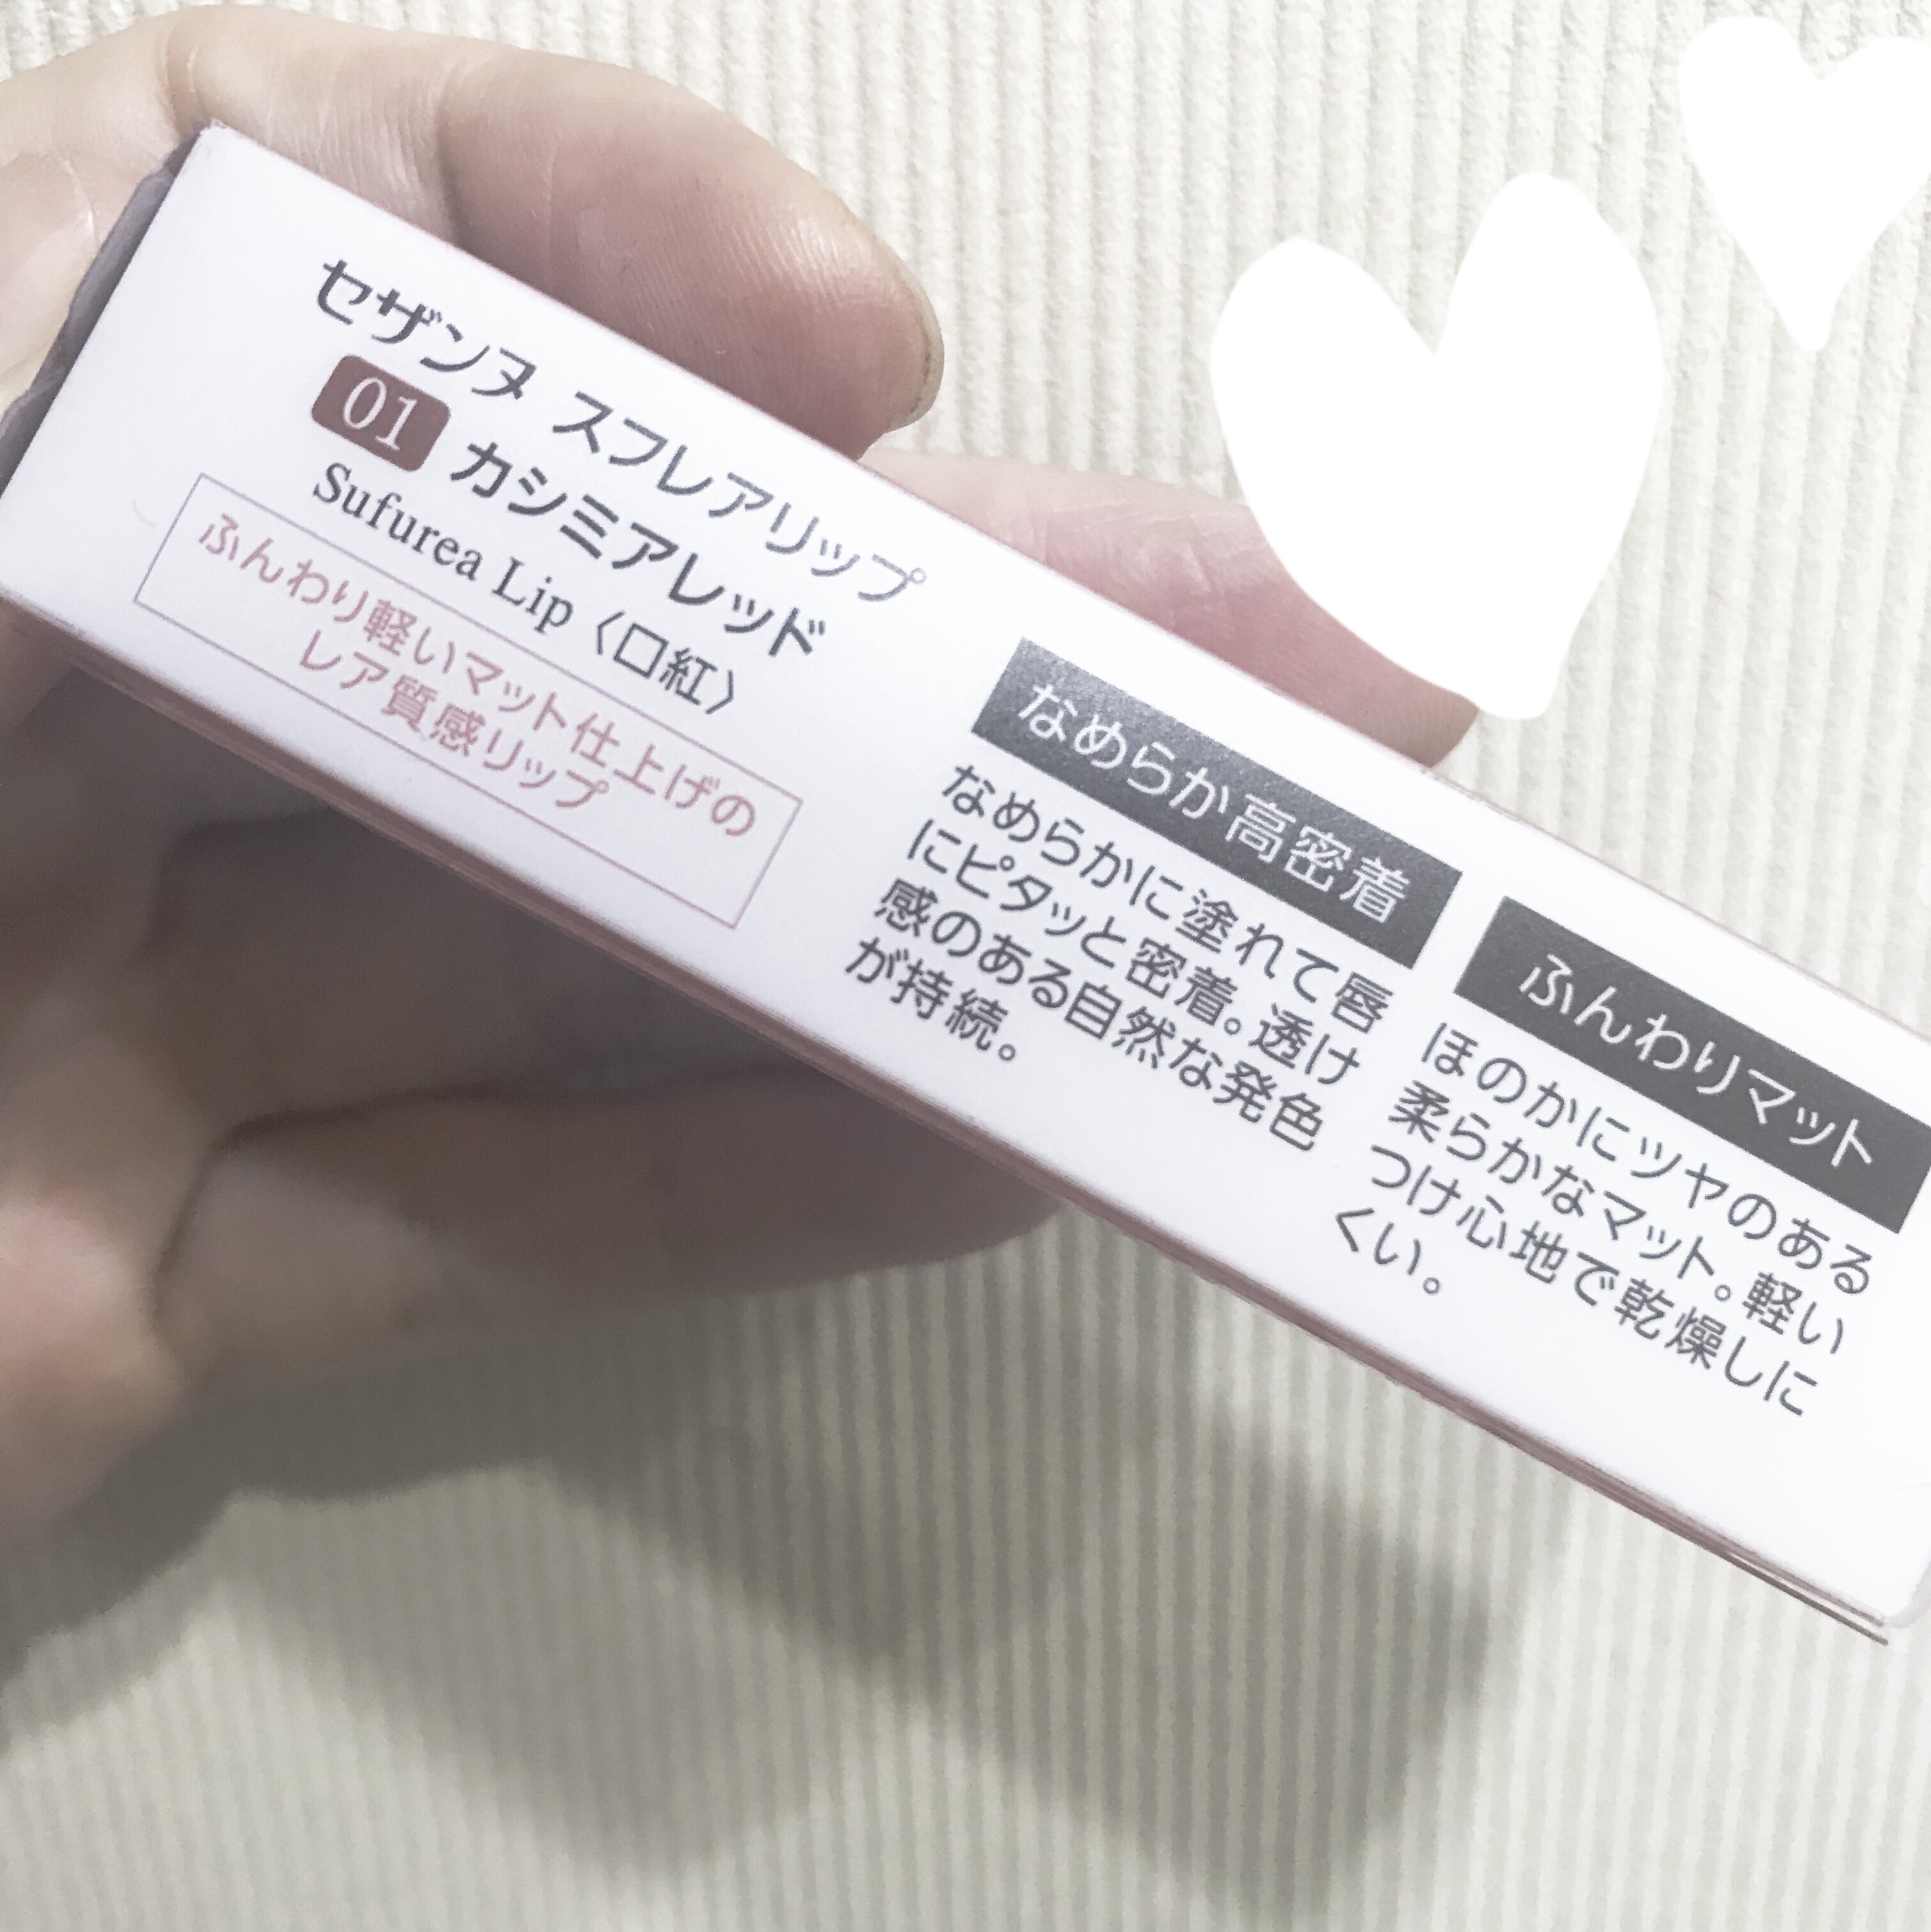 セザンヌ スフレアリップ
01 カシミアレッド
Sufurea Lip〈口紅〉
ふんわり軽いマット仕上げの
レア質感リップ
なめらか高密着
なめらかに塗れて唇
にピタッと密着。透け
感のある自然な発色
が持続。
ふんわりマット
ほのかにツヤのある
柔らかなマット。軽い
つけ心地で乾燥しに
くい。